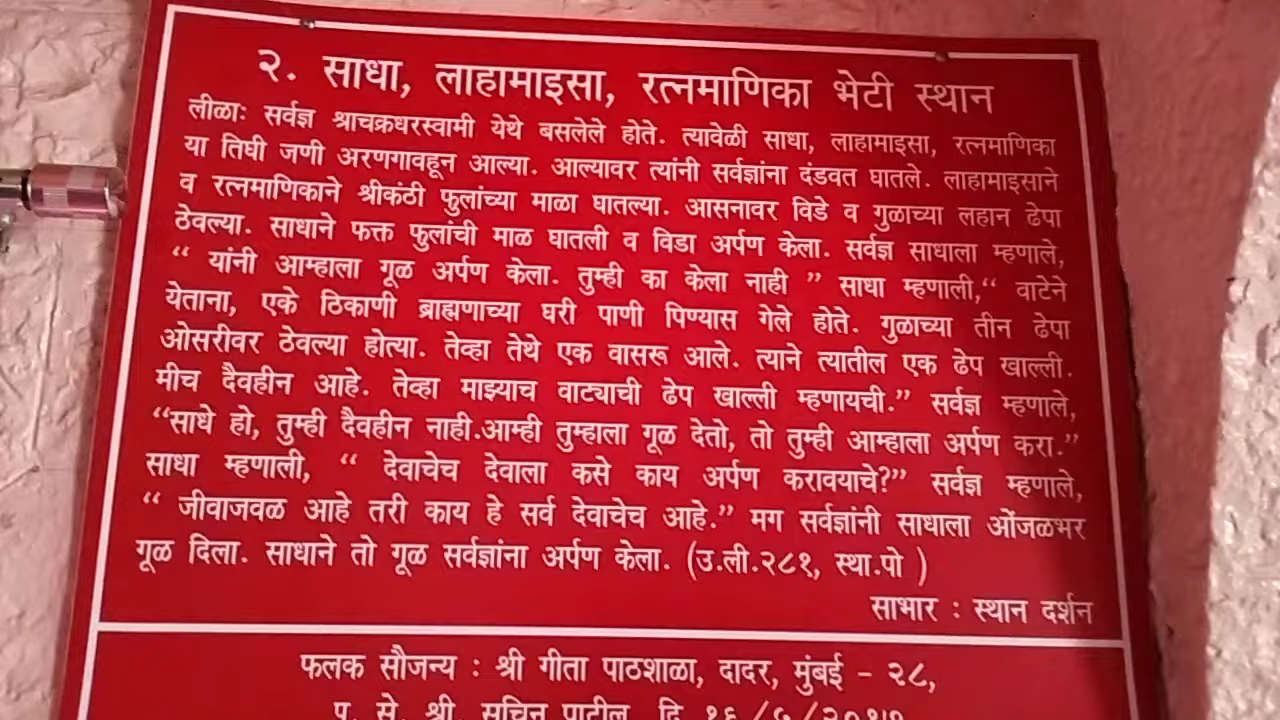 २. साधा, लाहामाइसा, रत्नमाणिका भेटी स्थान
लीळाः सर्वज्ञ श्राचक्रधरस्वामी येथे बसलेले होते. त्यावेळी साधा, लाहामाइसा, रत्नमाणिका
या तिघी जणी अरणगावहून आल्या. आल्यावर त्यांनी सर्वज्ञांना दंडवत घातले. लाहामाइसाने
व रत्नमाणिकाने श्रीकंठी फुलांच्या माळा घातल्या. आसनावर विडे व गुळाच्या लहान ढेपा
ठेवल्या. साधाने फक्त फुलांची माळ घातली व विडा अर्पण केला. सर्वज्ञ साधाला म्हणाले,
“ यांनी आम्हाला गूळ अर्पण केला. तुम्ही का केला नाही ” साधा म्हणाली,“ वाटेने
येताना, एके ठिकाणी ब्राह्मणाच्या घरी पाणी पिण्यास गेले होते. गुळाच्या तीन ढेपा
ओसरीवर ठेवल्या होत्या. तेव्हा तेथे एक वासरू आले. त्याने त्यातील एक ढेप खाल्ली.
मीच दैवहीन आहे. तेव्हा माझ्याच वाट्याची ढेप खाल्ली म्हणायची.” सर्वज्ञ म्हणाले,
“साधे हो, तुम्ही दैवहीन नाही.आम्ही तुम्हाला गूळ देतो, तो तुम्ही आम्हाला अर्पण करा.”
साधा म्हणाली, “ देवाचेच देवाला कसे काय अर्पण करावयाचे?” सर्वज्ञ म्हणाले,
“ जीवाजवळ आहे तरी काय हे सर्व देवाचेच आहे.” मग सर्वज्ञांनी साधाला ओंजळभर
गूळ दिला. साधाने तो गूळ सर्वज्ञांना अर्पण केला. (उ.ली.२८१, स्था.पो )
साभार : स्थान दर्शन
फलक सौजन्य : श्री गीता पाठशाळा, दादर, मुंबई - २८,
प. से. श्री. सचिन पाटील